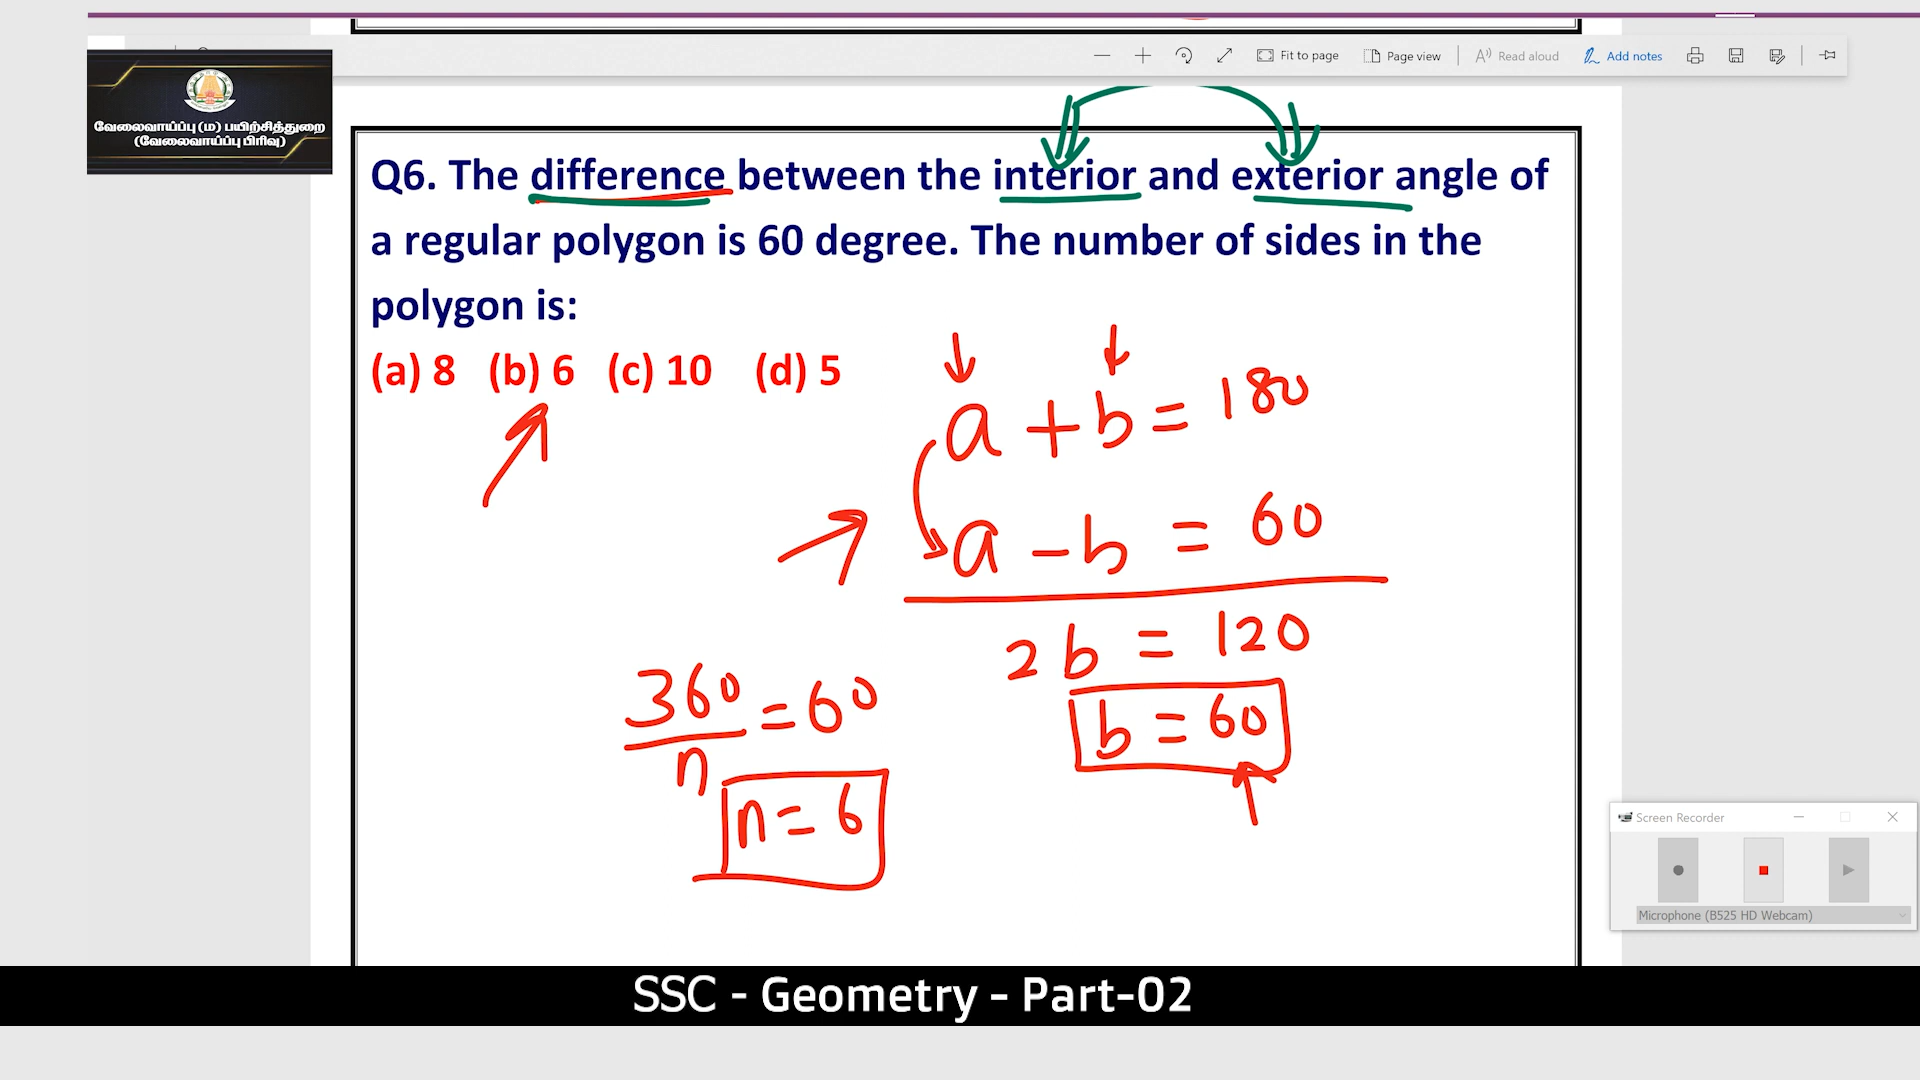 Fit to page
Page view
Read aloud
Add notes
வேலைவாய்ப்பு (ம) பயிற்சித்துறை
(வேலைவாய்ப்பு பிரிவு)
Q6. The difference between the interior and exterior angle of
a regular polygon is 60 degree. The number of sides in the
polygon is:
(a) 8 (b) 6 (c) 10 (d) 5
a + b = 180
a - b = 60
2b = 120
b = 60
360/n = 60
n = 6
Screen Recorder
Microphone (B525 HD Webcam)
SSC - Geometry - Part-02